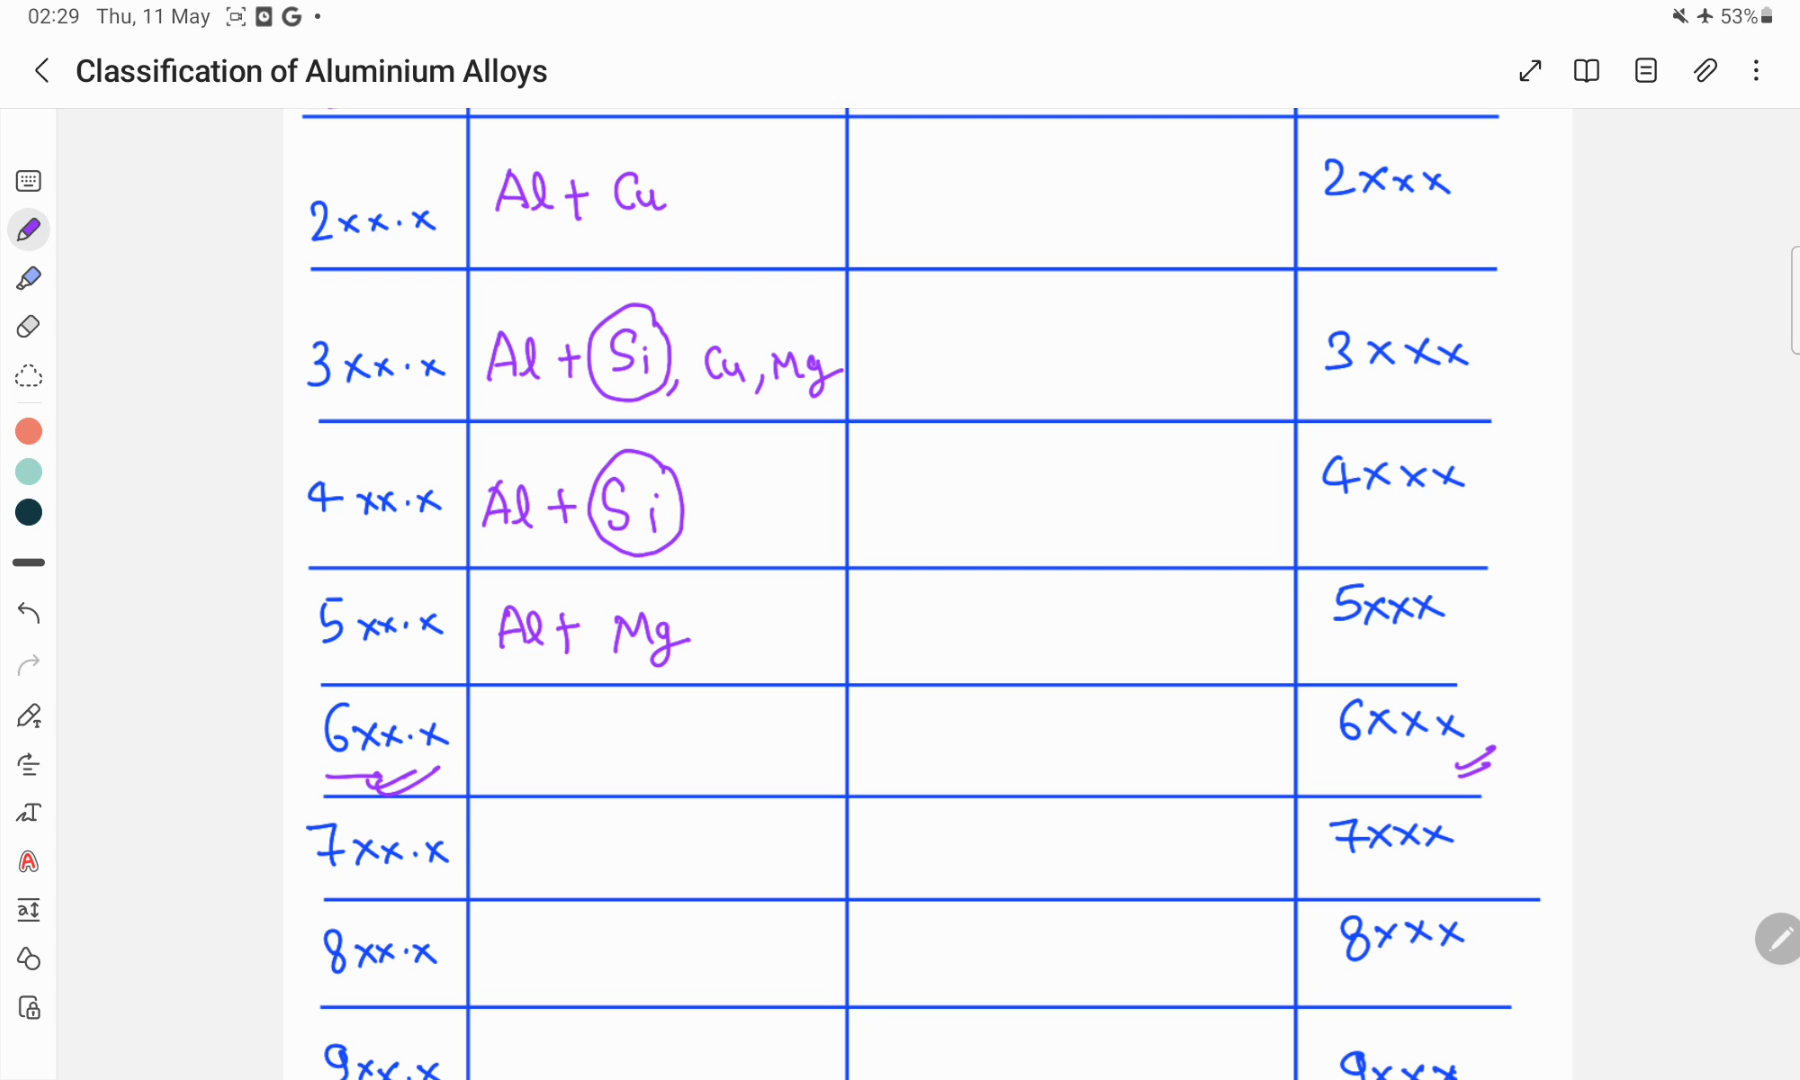 02:29 Thu, 11 May 53%
Classification of Aluminium Alloys
2xx.x Al + Cu 2xxx
3xx.x Al + Si, Cu, Mg 3xxx
4xx.x Al + Si 4xxx
5xx.x Al + Mg 5xxx
6xx.x 6xxx
7xx.x 7xxx
8xx.x 8xxx
9xx.x 9xxx